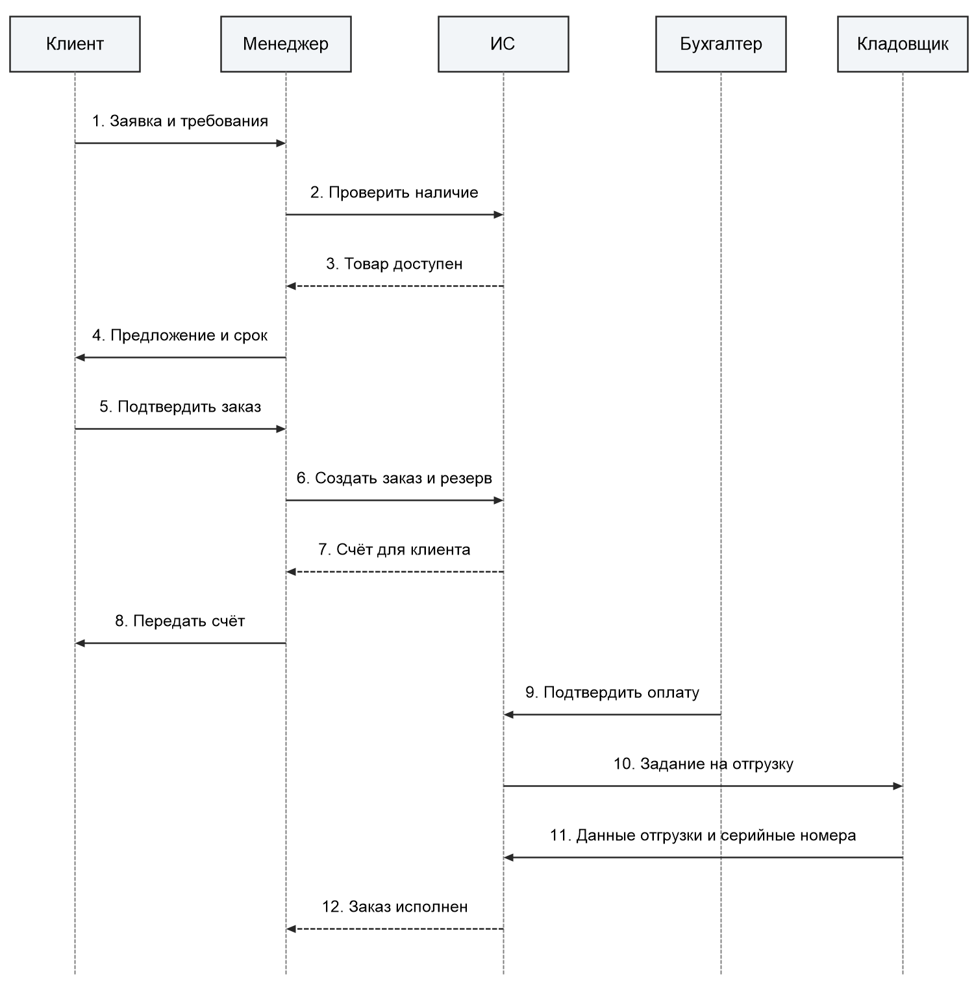 Клиент
Менеджер
ИС
Бухгалтер
Кладовщик
1. Заявка и требования
2. Проверить наличие
3. Товар доступен
4. Предложение и срок
5. Подтвердить заказ
6. Создать заказ и резерв
7. Счёт для клиента
8. Передать счёт
9. Подтвердить оплату
10. Задание на отгрузку
11. Данные отгрузки и серийные номера
12. Заказ исполнен